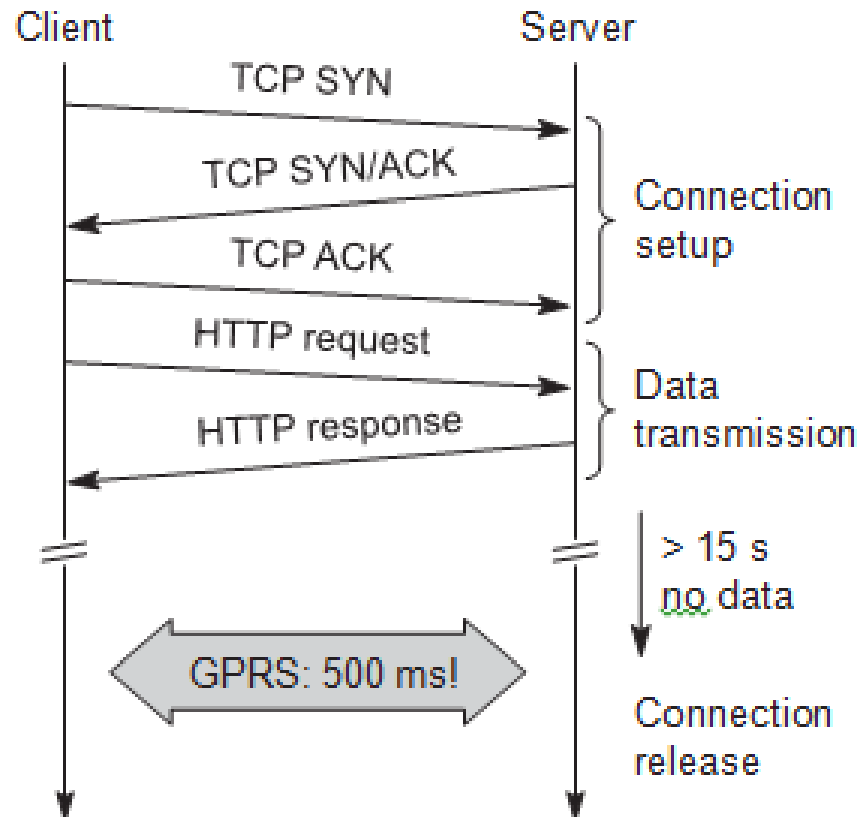 Client
Server
TCP SYN
TCP SYN/ACK
Connection
setup
TCP ACK
HTTP request
Data
transmission
HTTP response
> 15 s
no data
GPRS: 500 ms!
Connection
release